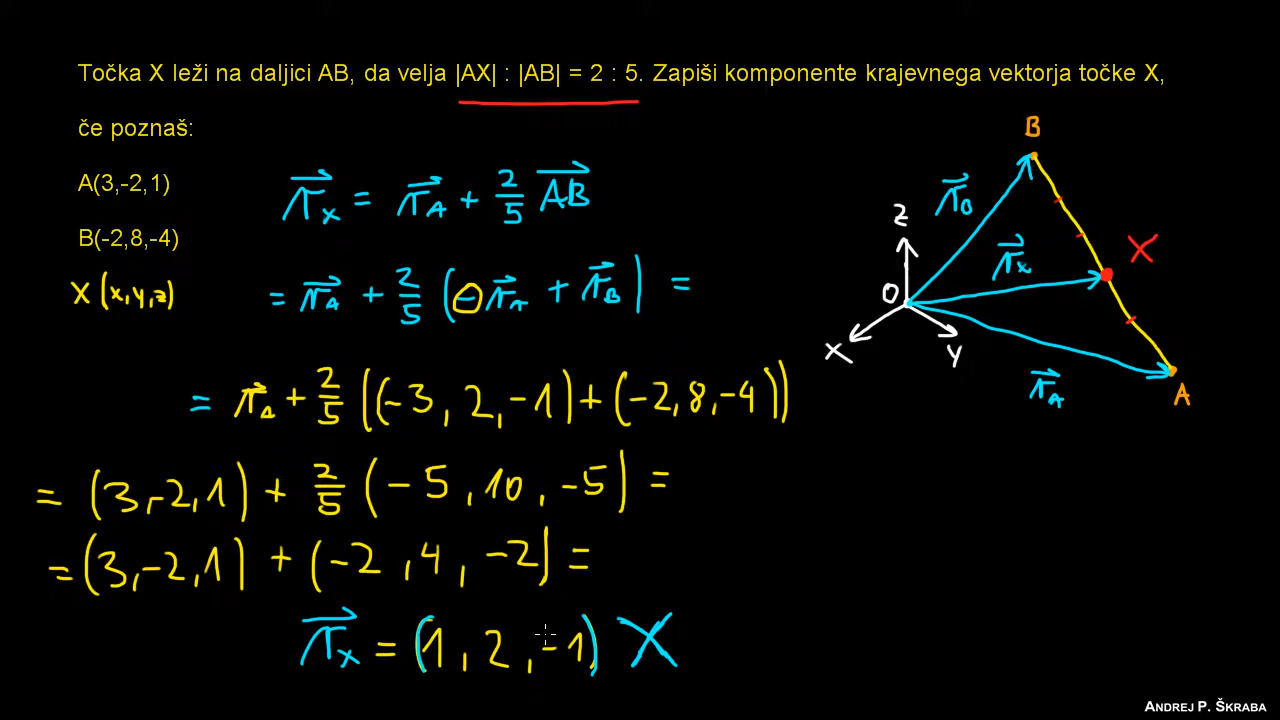 Točka X leži na daljici AB, da velja |AX| : |AB| = 2 : 5. Zapiši komponente krajevnega vektorja točke X,
če poznaš:
A(3,-2,1)
B(-2,8,-4)
X(x,y,z)
r⃗x = r⃗A + 2/5 A⃗B⃗
= r⃗A + 2/5 (-r⃗A + r⃗B) =
= r⃗A + 2/5 ((-3, 2, -1) + (-2, 8, -4))
= (3, -2, 1) + 2/5 (-5, 10, -5) =
= (3, -2, 1) + (-2, 4, -2) =
r⃗x = (1, 2, -1) X
B
r⃗B
Z
r⃗x
X
O
X
Y
r⃗A
A
ANDREJ P. ŠKRABA